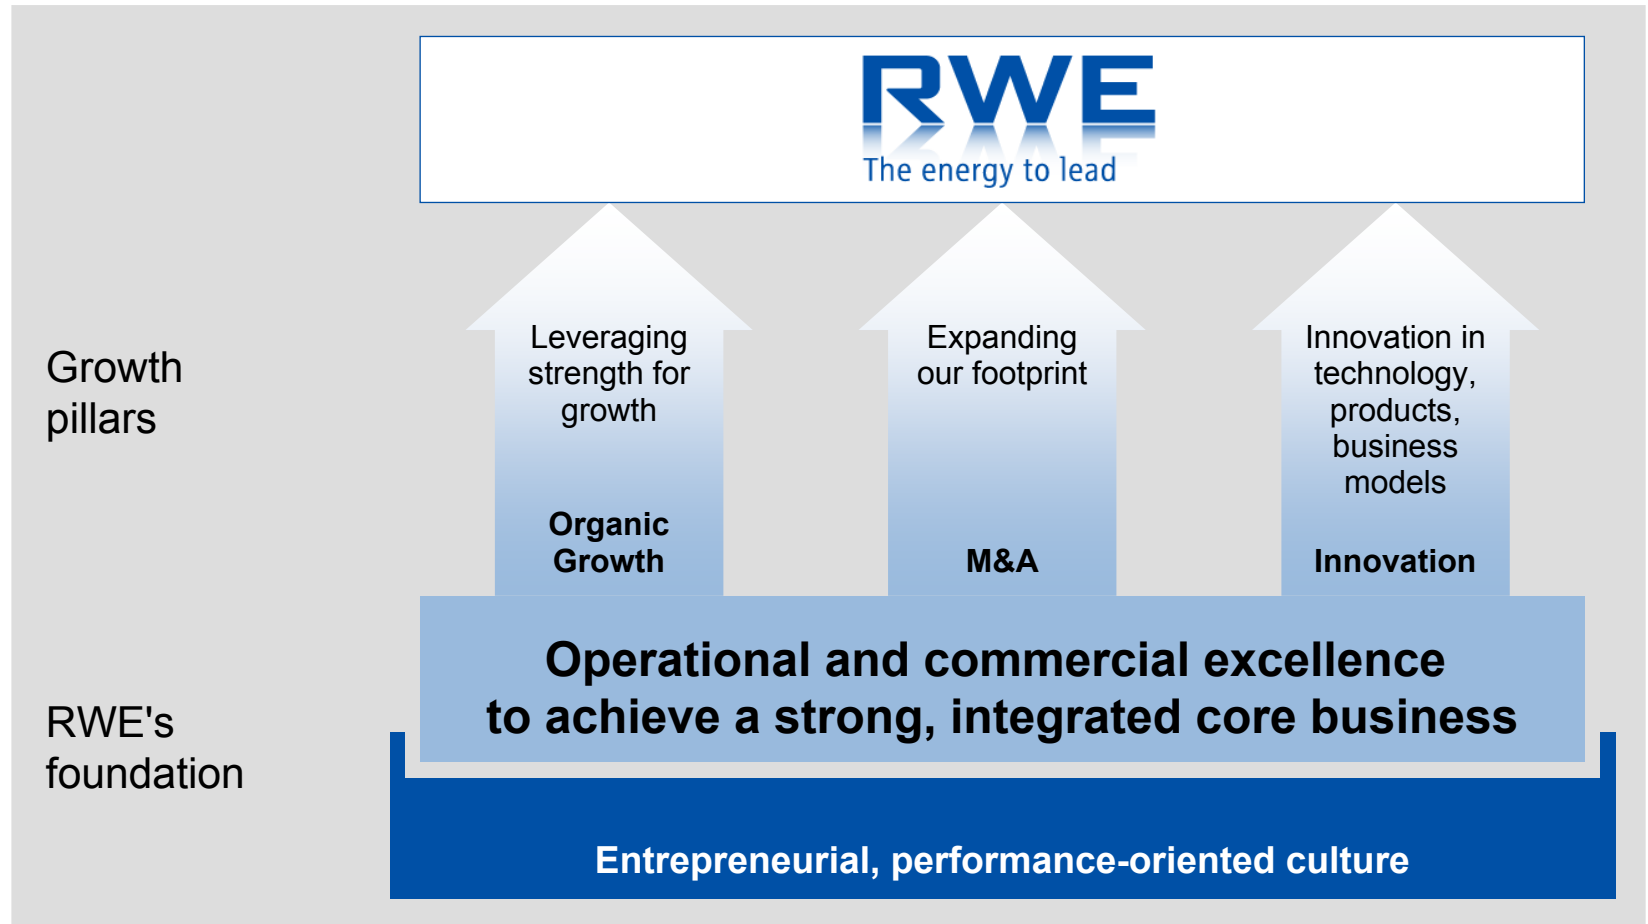 RWE
The energy to lead
Growth
pillars
Leveraging
strength for
growth
Organic
Growth
Expanding
our footprint
M&A
Innovation in
technology,
products,
business
models
Innovation
RWE's
foundation
Operational and commercial excellence
to achieve a strong, integrated core business
Entrepreneurial, performance-oriented culture